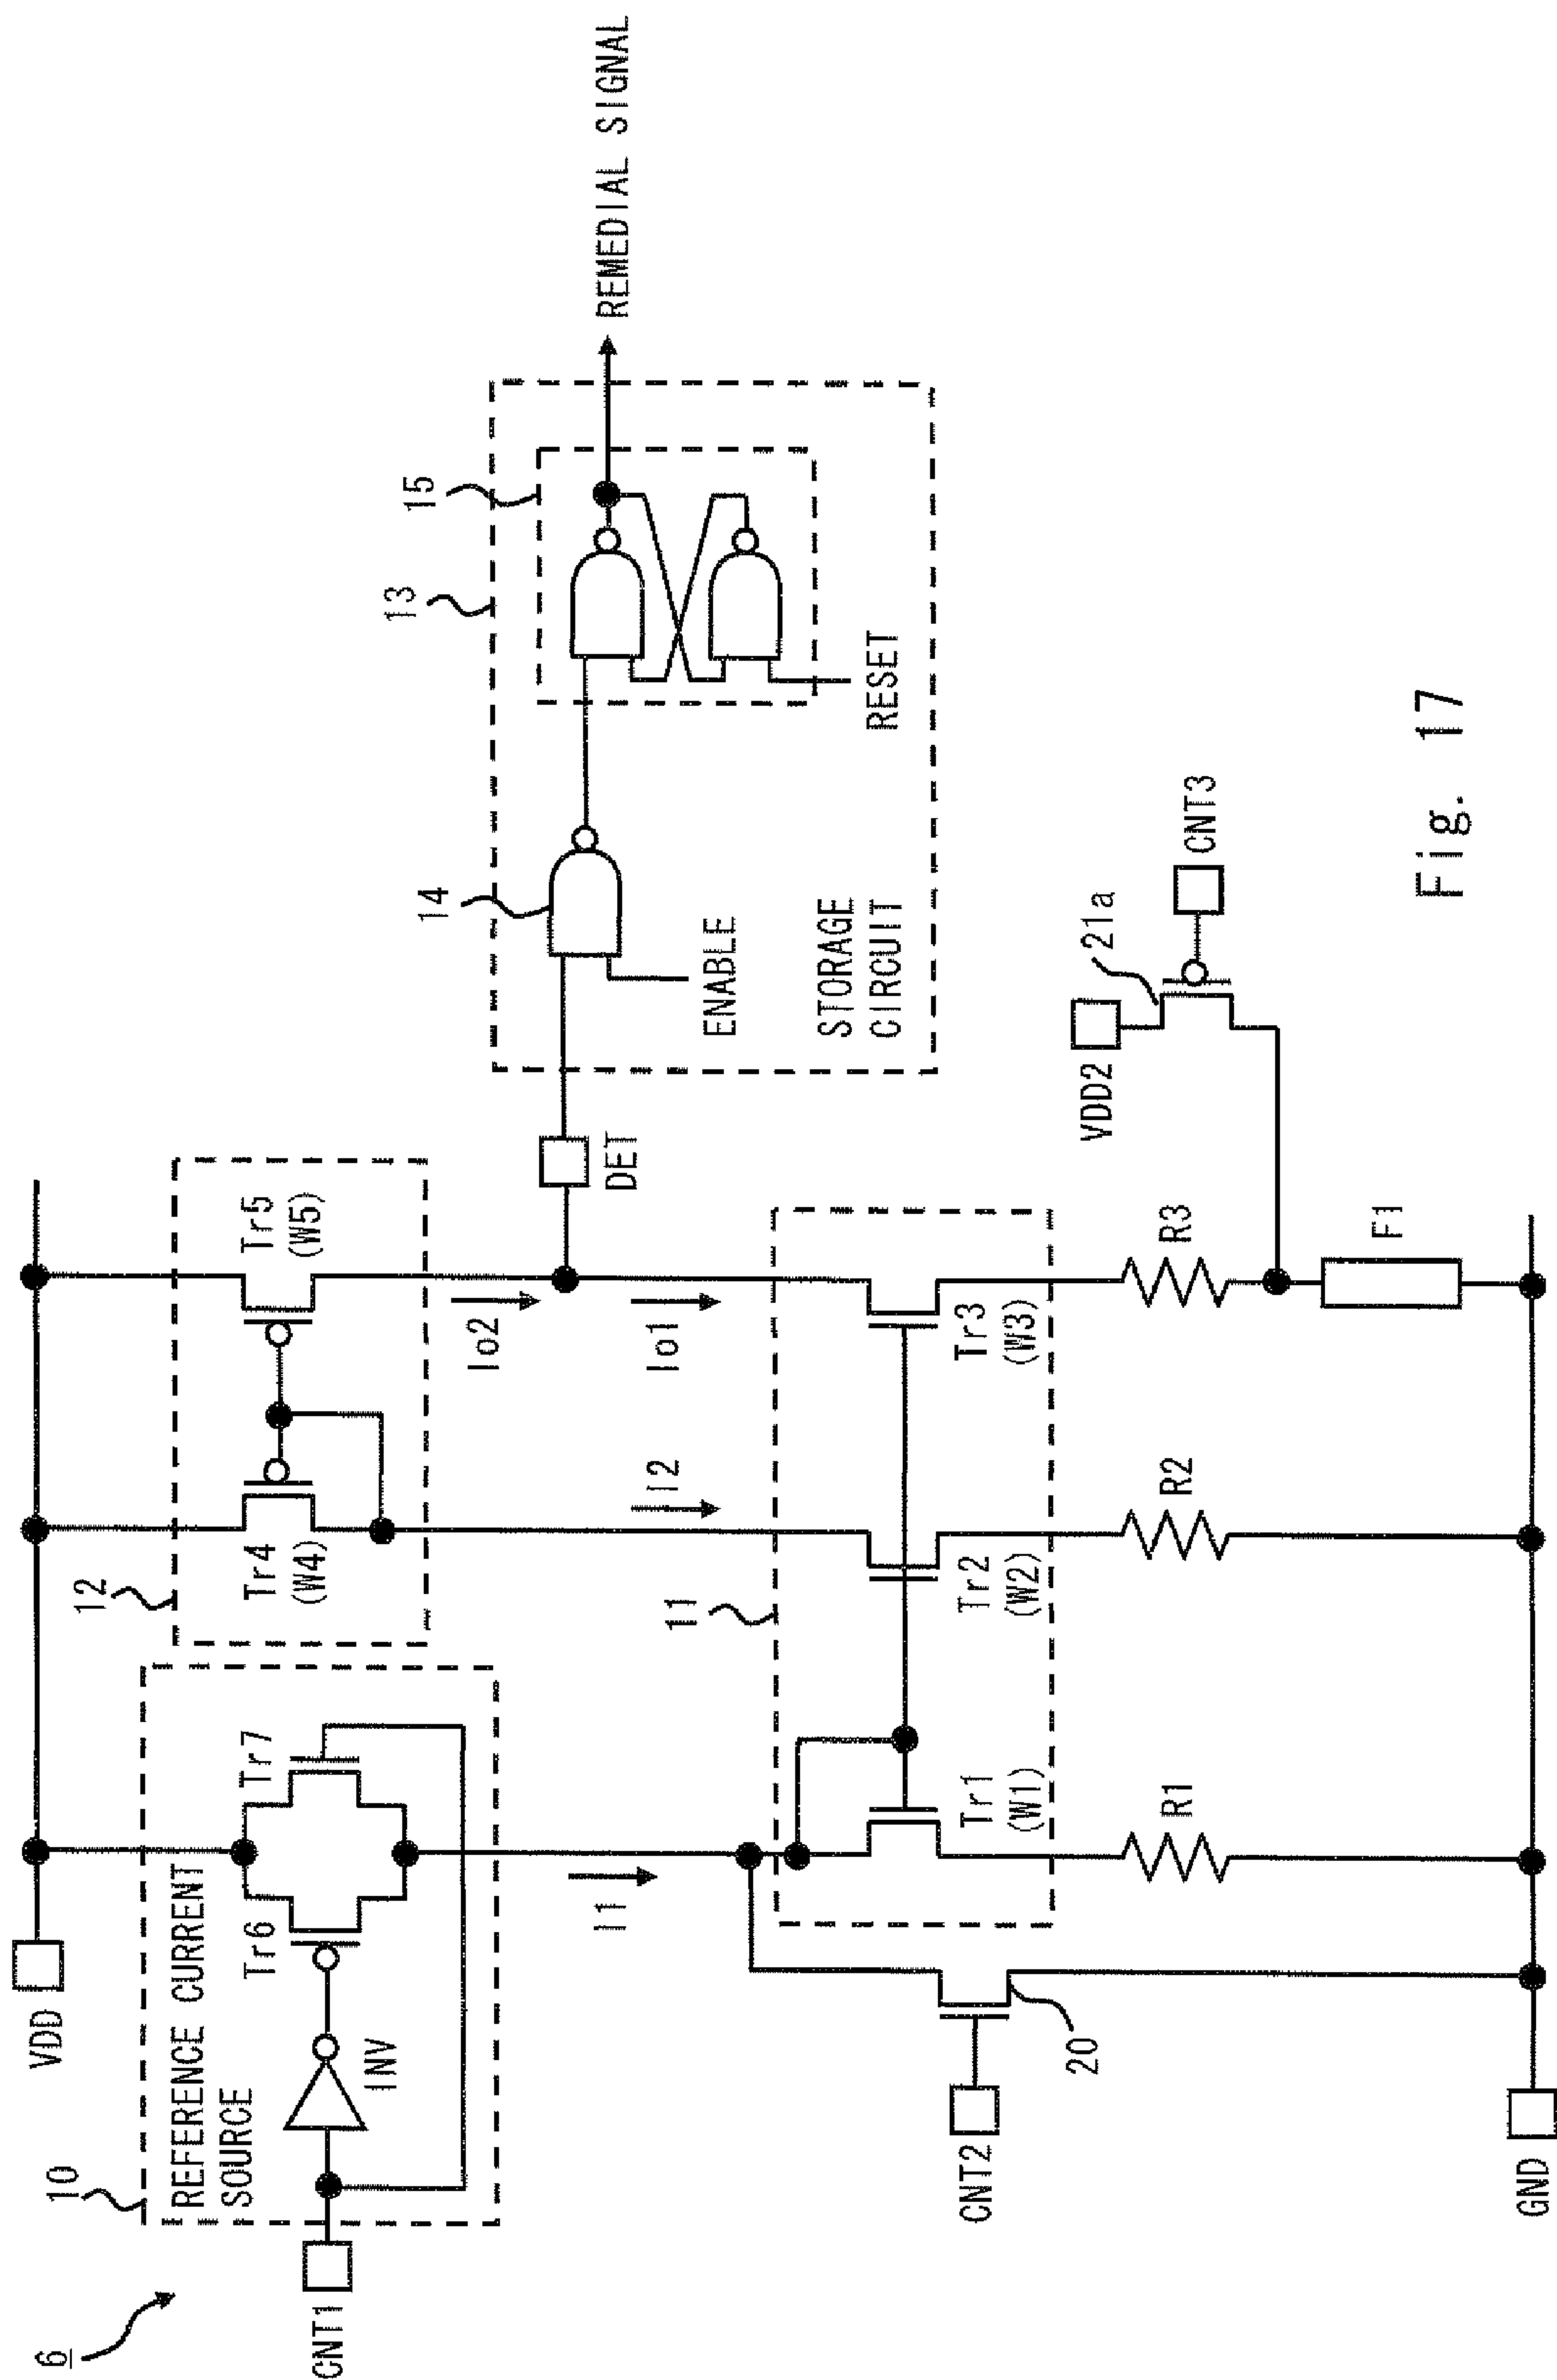 6
VDD
10
REFERENCE CURRENT
SOURCE
CNT1
INV
Tr6
Tr7
12
Tr4
(W4)
Tr5
(W5)
I1
I2
Io2
Io1
DET
13
14
15
ENABLE
RESET
STORAGE
CIRCUIT
REMEDIAL SIGNAL
11
Tr1
(W1)
Tr2
(W2)
Tr3
(W3)
CNT2
20
R1
R2
R3
F1
VDD2
21a
CNT3
GND
Fig. 17